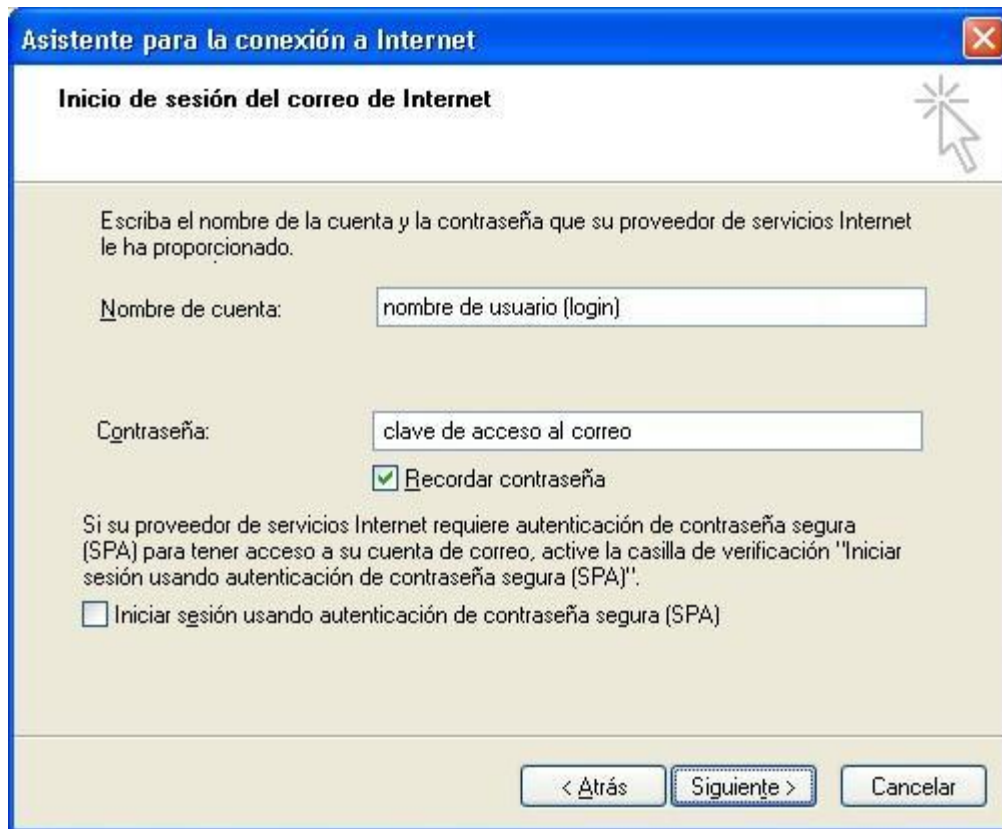 Asistente para la conexión a Internet
Inicio de sesión del correo de Internet
Escriba el nombre de la cuenta y la contraseña que su proveedor de servicios Internet
le ha proporcionado.
Nombre de cuenta: nombre de usuario (login)
Contraseña: clave de acceso al correo
Recordar contraseña
Si su proveedor de servicios Internet requiere autenticación de contraseña segura
(SPA) para tener acceso a su cuenta de correo, active la casilla de verificación "Iniciar
sesión usando autenticación de contraseña segura (SPA)".
Iniciar sesión usando autenticación de contraseña segura (SPA)
< Atrás Siguiente > Cancelar